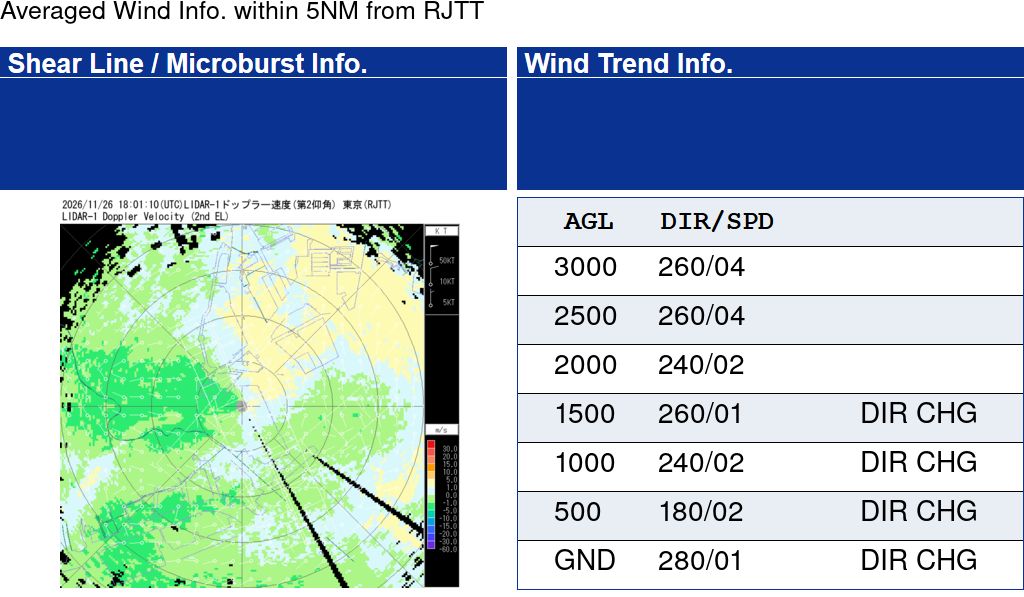 Averaged Wind Info. within 5NM from RJTT
Shear Line / Microburst Info.
Wind Trend Info.
2026/11/26 18:01:10(UTC)LIDAR-1ドップラー速度(第2仰角) 東京(RJTT)
LIDAR-1 Doppler Velocity (2nd EL)
KT
50KT
10KT
5KT
m/s
30.0
20.0
15.0
10.0
5.0
1.0
0.0
-1.0
-5.0
-10.0
-15.0
-20.0
-30.0
-60.0
AGL DIR/SPD
3000 260/04
2500 260/04
2000 240/02
1500 260/01 DIR CHG
1000 240/02 DIR CHG
500 180/02 DIR CHG
GND 280/01 DIR CHG